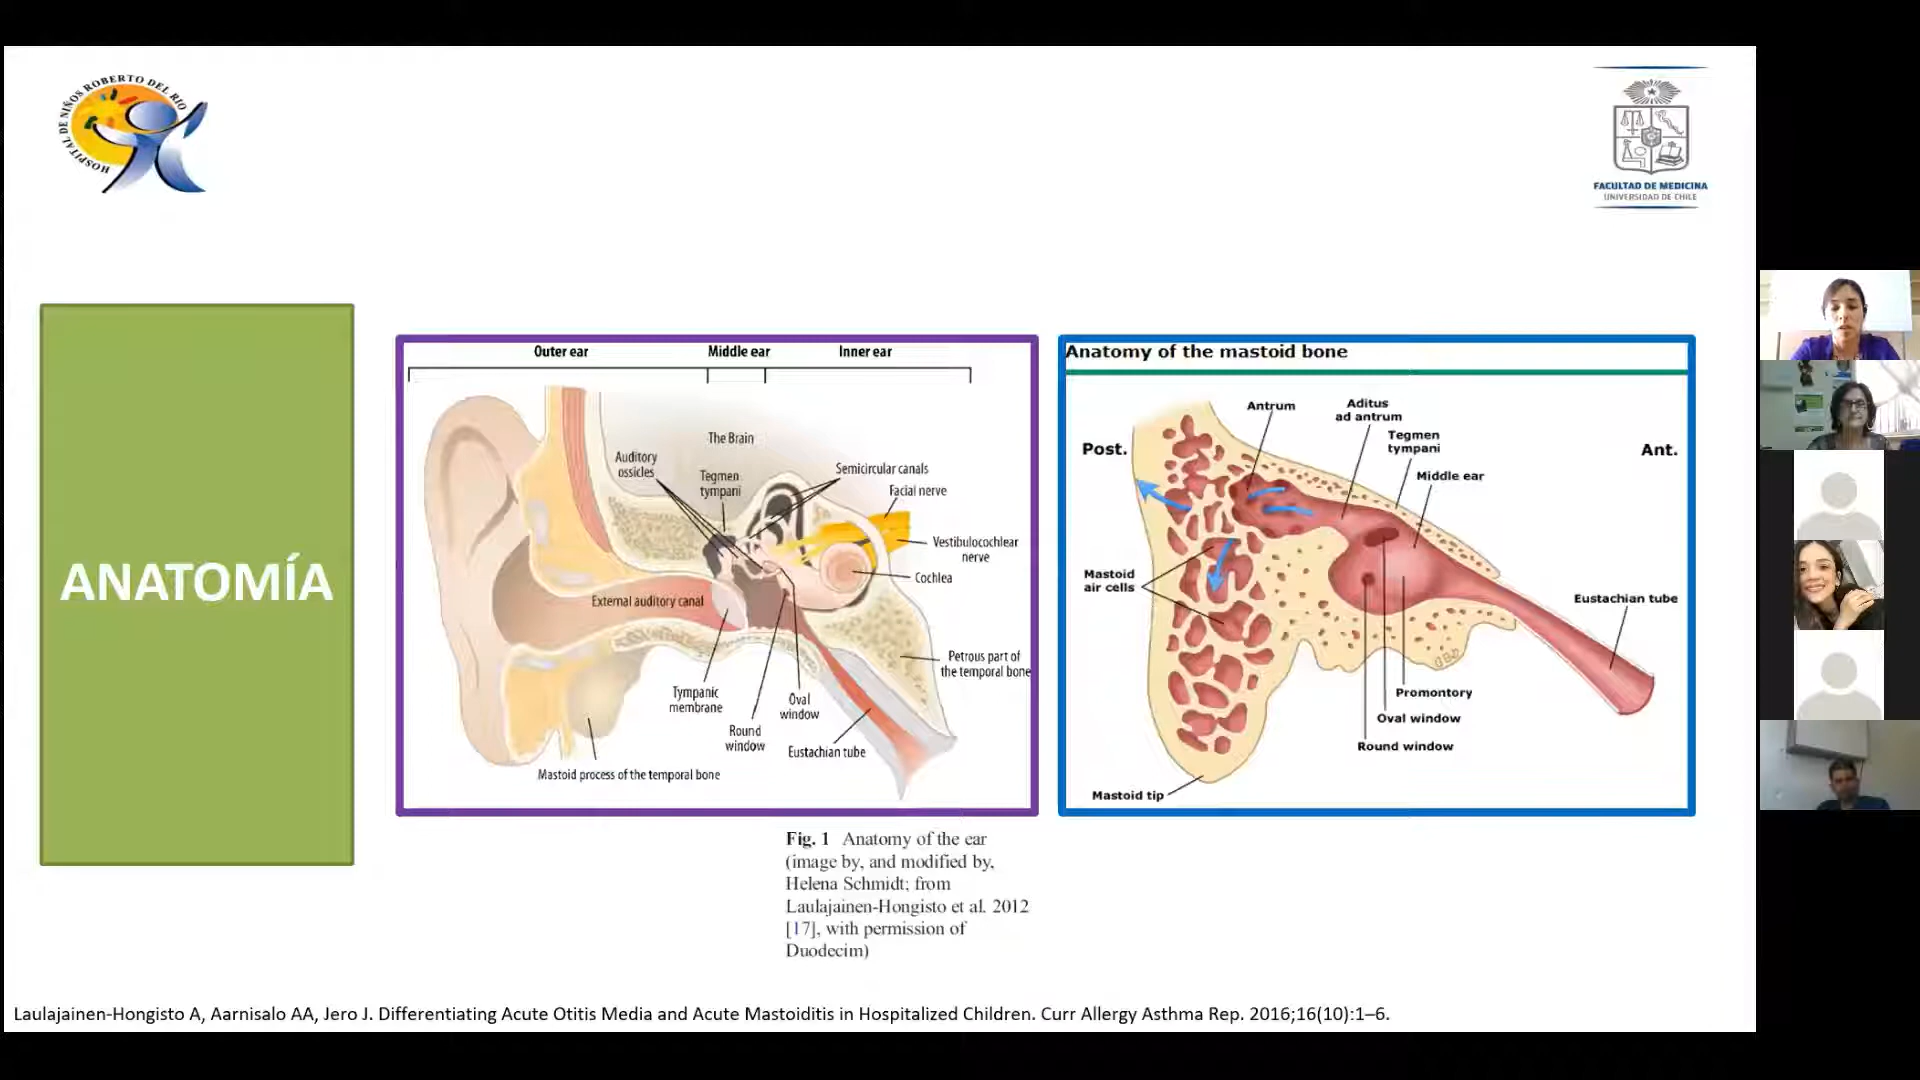 HOSPITAL DE NIÑOS ROBERTO DEL RIO
FACULTAD DE MEDICINA
UNIVERSIDAD DE CHILE
ANATOMÍA
Outer ear
Middle ear
Inner ear
The Brain
Auditory
ossicles
Tegmen
tympani
Semicircular canals
Facial nerve
Vestibulocochlear
nerve
Cochlea
External auditory canal
Petrous part of
the temporal bone
Tympanic
membrane
Oval
window
Round
window
Eustachian tube
Mastoid process of the temporal bone
Anatomy of the mastoid bone
Antrum
Aditus
ad antrum
Tegmen
tympani
Post.
Ant.
Middle ear
Mastoid
air cells
Eustachian tube
Promontory
Oval window
Round window
Mastoid tip
Fig. 1 Anatomy of the ear
(image by, and modified by,
Helena Schmidt; from
Laulajainen-Hongisto et al. 2012
[17], with permission of
Duodecim)
Laulajainen-Hongisto A, Aarnisalo AA, Jero J. Differentiating Acute Otitis Media and Acute Mastoiditis in Hospitalized Children. Curr Allergy Asthma Rep. 2016;16(10):1–6.